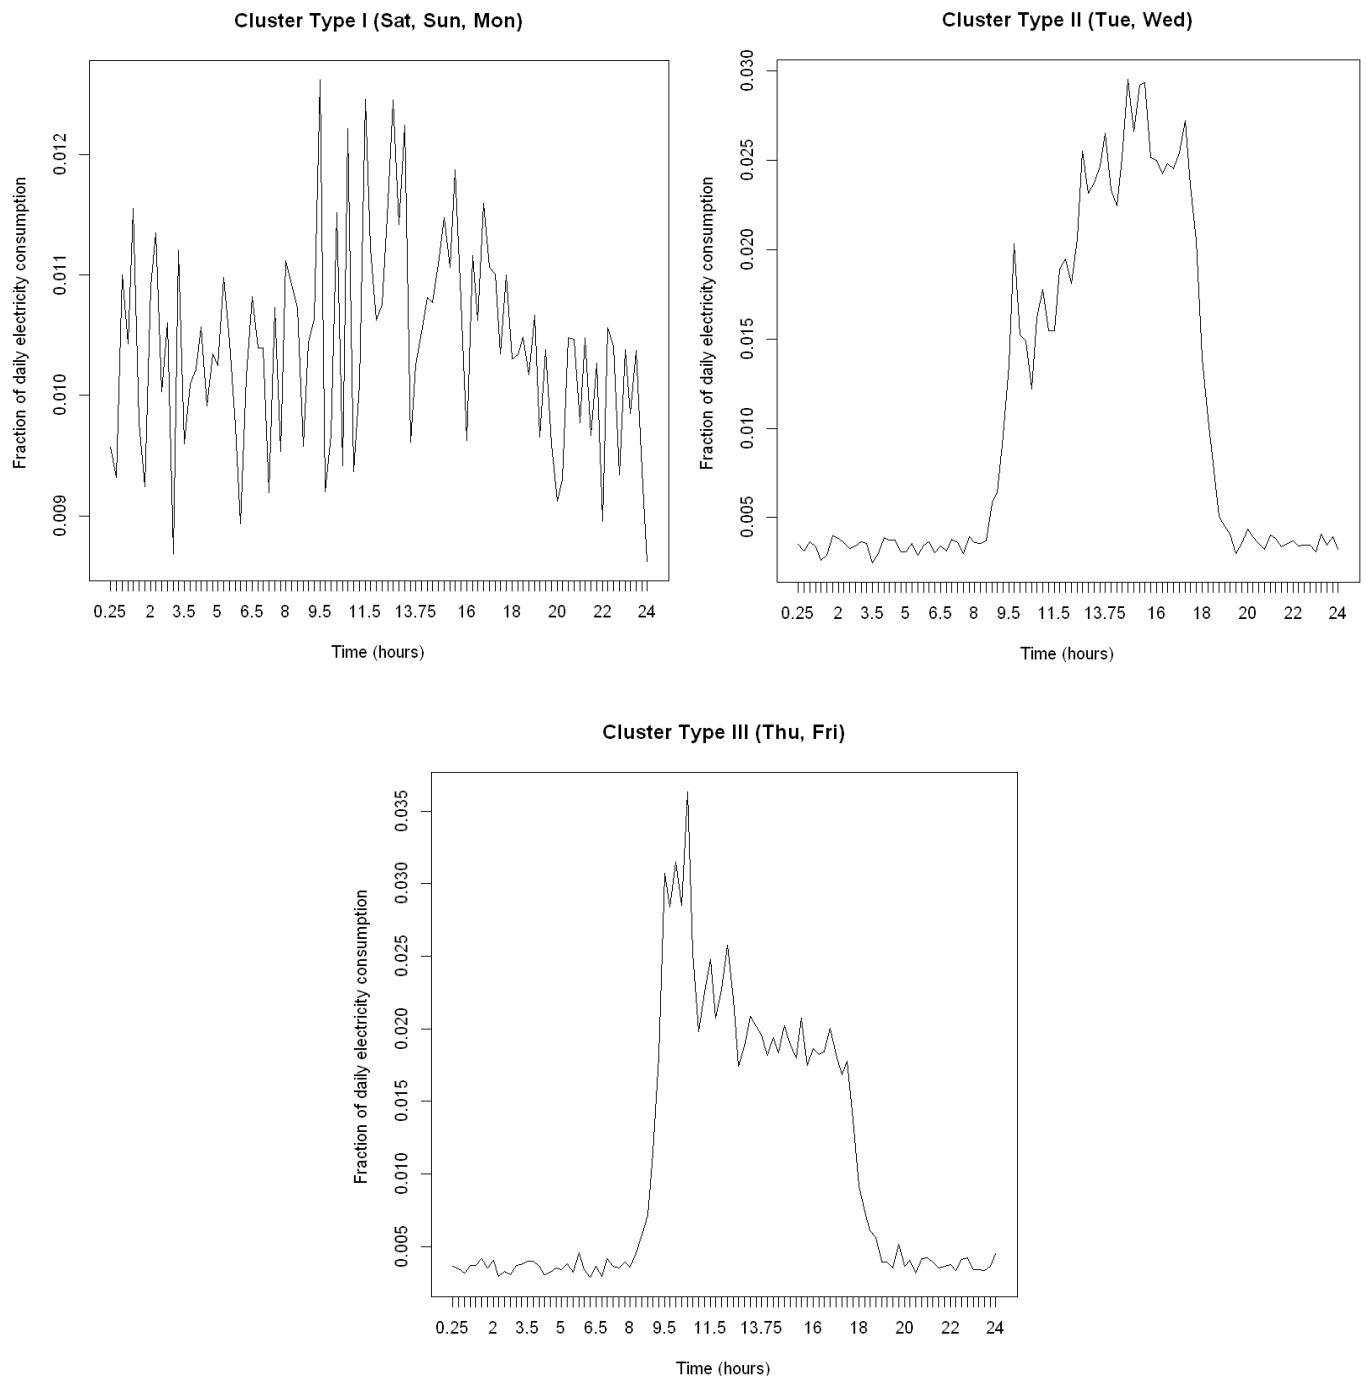 Cluster Type I (Sat, Sun, Mon)
Fraction of daily electricity consumption
0.012
0.011
0.010
0.009
0.25 2 3.5 5 6.5 8 9.5 11.5 13.75 16 18 20 22 24
Time (hours)
Cluster Type II (Tue, Wed)
Fraction of daily electricity consumption
0.030
0.025
0.020
0.015
0.010
0.005
0.25 2 3.5 5 6.5 8 9.5 11.5 13.75 16 18 20 22 24
Time (hours)
Cluster Type III (Thu, Fri)
Fraction of daily electricity consumption
0.035
0.030
0.025
0.020
0.015
0.010
0.005
0.25 2 3.5 5 6.5 8 9.5 11.5 13.75 16 18 20 22 24
Time (hours)